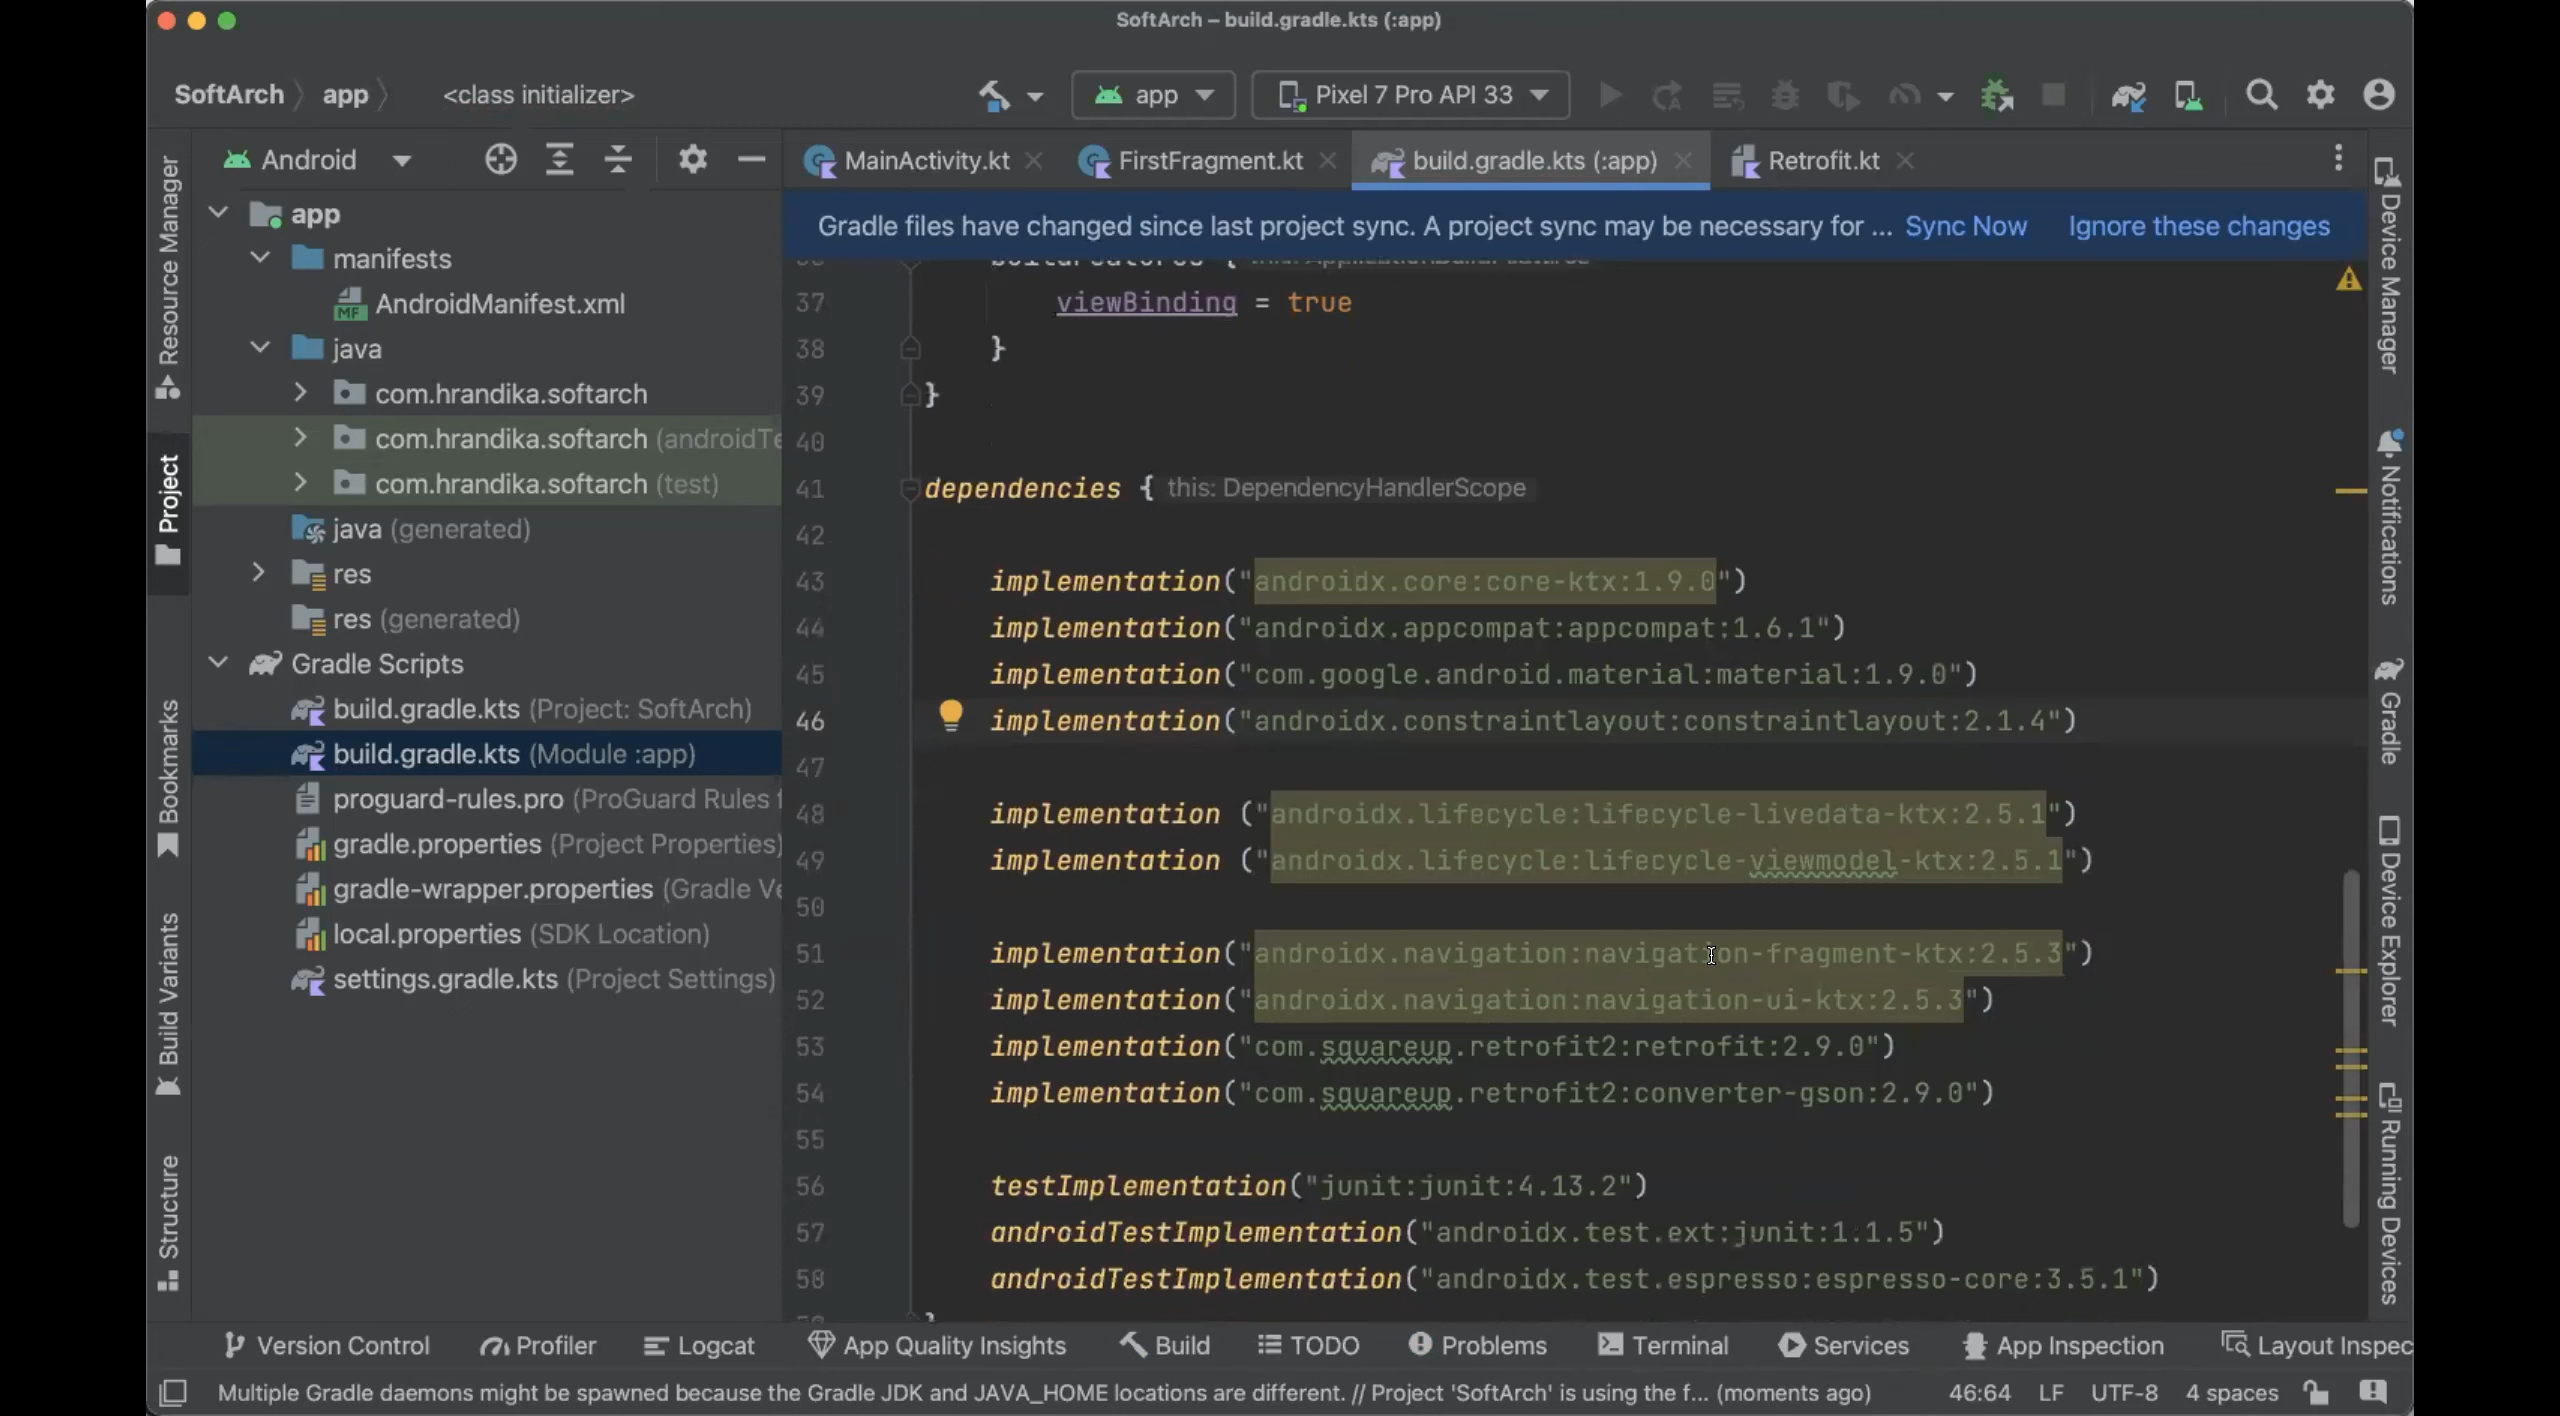 SoftArch – build.gradle.kts (:app)
SoftArch 〉 app 〉 <class initializer>
app
Pixel 7 Pro API 33
Android
MainActivity.kt
FirstFragment.kt
build.gradle.kts (:app)
Retrofit.kt
Gradle files have changed since last project sync. A project sync may be necessary for ... Sync Now Ignore these changes
Resource Manager
Project
Bookmarks
Build Variants
Structure
app
manifests
MF AndroidManifest.xml
java
com.hrandika.softarch
com.hrandika.softarch (androidTe
com.hrandika.softarch (test)
java (generated)
res
res (generated)
Gradle Scripts
build.gradle.kts (Project: SoftArch)
build.gradle.kts (Module :app)
proguard-rules.pro (ProGuard Rules f
gradle.properties (Project Properties)
gradle-wrapper.properties (Gradle Ve
local.properties (SDK Location)
settings.gradle.kts (Project Settings)
37 viewBinding = true
38 }
39 }
40
41 dependencies { this: DependencyHandlerScope
42
43 implementation("androidx.core:core-ktx:1.9.0")
44 implementation("androidx.appcompat:appcompat:1.6.1")
45 implementation("com.google.android.material:material:1.9.0")
46 implementation("androidx.constraintlayout:constraintlayout:2.1.4")
47
48 implementation ("androidx.lifecycle:lifecycle-livedata-ktx:2.5.1")
49 implementation ("androidx.lifecycle:lifecycle-viewmodel-ktx:2.5.1")
50
51 implementation("androidx.navigation:navigation-fragment-ktx:2.5.3")
52 implementation("androidx.navigation:navigation-ui-ktx:2.5.3")
53 implementation("com.squareup.retrofit2:retrofit:2.9.0")
54 implementation("com.squareup.retrofit2:converter-gson:2.9.0")
55
56 testImplementation("junit:junit:4.13.2")
57 androidTestImplementation("androidx.test.ext:junit:1.1.5")
58 androidTestImplementation("androidx.test.espresso:espresso-core:3.5.1")
Device Manager
Notifications
Gradle
Device Explorer
Running Devices
Version Control
Profiler
Logcat
App Quality Insights
Build
TODO
Problems
Terminal
Services
App Inspection
Layout Inspec
Multiple Gradle daemons might be spawned because the Gradle JDK and JAVA_HOME locations are different. // Project 'SoftArch' is using the f... (moments ago)
46:64 LF UTF-8 4 spaces